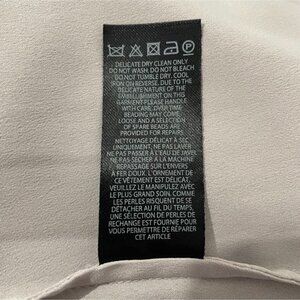 DELICATE DRY CLEAN ONLY
DO NOT WASH. DO NOT BLEACH.
DO NOT TUMBLE DRY. COOL
IRON ON REVERSE. DUE TO THE
DELICATE NATURE OF THE
EMBELLISHMENT ON THIS
GARMENT PLEASE HANDLE
WITH CARE. OVER TIME
BEADING MAY COME
LOOSE AND A SELECTION
OF SPARE BEADS ARE
PROVIDED FOR REPAIRS.
NETTOYAGE DÉLICAT À SEC
UNIQUEMENT. NE PAS LAVER
NE PAS PASSER À L'EAU DE JAVEL
NE PAS SÉCHER À LA MACHINE
REPASSAGE SUR L'ENVERS
À FER DOUX. L'ORNEMENT DE
CE VÊTEMENT EST DÉLICAT,
VEUILLEZ LE MANIPULEZ AVEC
LE PLUS GRAND SOIN. COMME
LES PERLES RISQUENT DE SE
DÉTACHER AU FIL DU TEMPS,
UNE SÉLECTION DE PERLES DE
RECHANGE EST FOURNIE POUR
VOUS PERMETTRE DE RÉPARER
CET ARTICLE